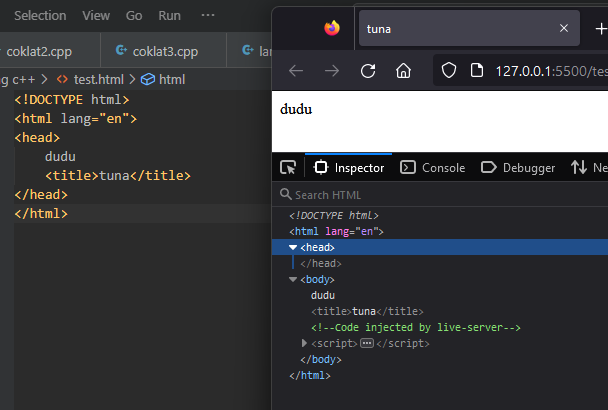 Selection View Go Run ···
coklat2.cpp coklat3.cpp lan
ng c++ > <> test.html > html
<!DOCTYPE html>
<html lang="en">
<head>
dudu
<title>tuna</title>
</head>
</html>
tuna
127.0.0.1:5500/tes
dudu
Inspector Console Debugger Ne
Search HTML
<!DOCTYPE html>
<html lang="en">
<head>
</head>
<body>
dudu
<title>tuna</title>
<!--Code injected by live-server-->
<script>···</script>
</body>
</html>